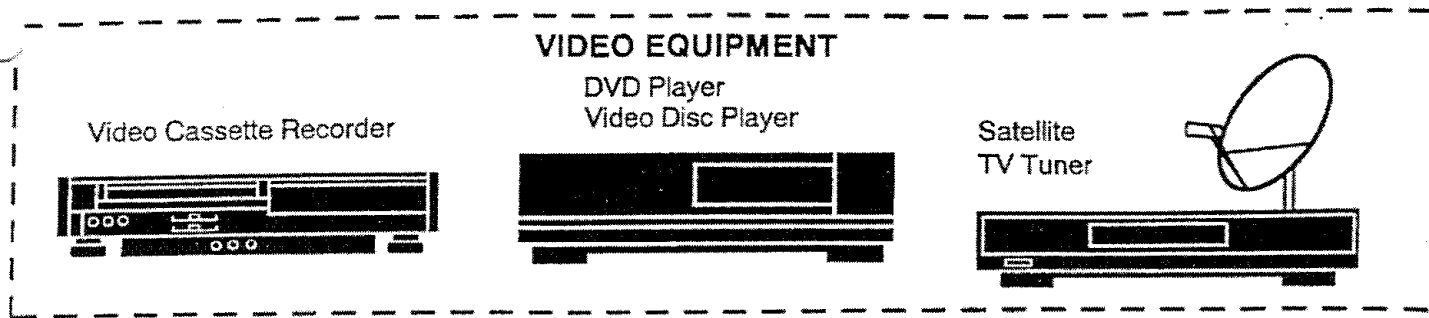 VIDEO EQUIPMENT
DVD Player
Video Disc Player
Video Cassette Recorder
Satellite
TV Tuner